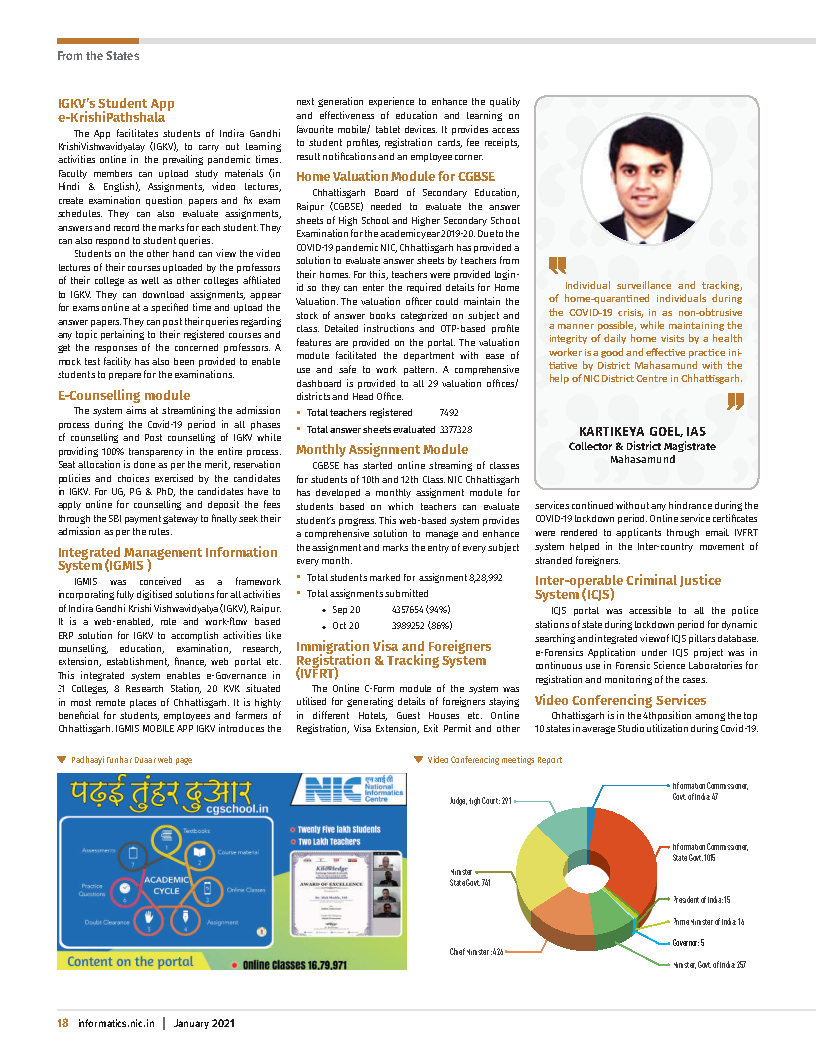 From the States
IGKV's Student App
e-KrishiPathshala
The App facilitates students of Indira Gandhi
KrishiVishwavidyalay (IGKV), to carry out learning
activities online in the prevailing pandemic times.
Faculty members can upload study materials (in
Hindi & English), Assignments, video lectures,
create examination question papers and fix exam
schedules. They can also evaluate assignments,
answers and record the marks for each student. They
can also respond to student queries.
Students on the other hand can view the video
lectures of their courses uploaded by the professors
of their college as well as other colleges affiliated
to IGKV. They can download assignments, appear
for exams online at a specified time and upload the
answer papers. They can post their queries regarding
any topic pertaining to their registered courses and
get the responses of the concerned professors. A
mock test facility has also been provided to enable
students to prepare for the examinations.
E-Counselling module
The system aims at streamlining the admission
process during the Covid-19 period in all phases
of counselling and Post counselling of IGKV while
providing 100% transparency in the entire process.
Seat allocation is done as per the merit, reservation
policies and choices exercised by the candidates
in IGKV. For UG, PG & PhD, the candidates have to
apply online for counselling and deposit the fees
through the SBI payment gateway to finally seek their
admission as per the rules.
Integrated Management Information
System (IGMIS )
IGMIS was conceived as a framework
incorporating fully digitised solutions for all activities
of Indira Gandhi Krishi Vishwavidyalya (IGKV), Raipur.
It is a web-enabled, role and work-flow based
ERP solution for IGKV to accomplish activities like
counselling, education, examination, research,
extension, establishment, finance, web portal etc.
This integrated system enables e-Governance in
31 Colleges, 8 Research Station, 20 KVK situated
in most remote places of Chhattisgarh. It is highly
beneficial for students, employees and farmers of
Chhattisgarh. IGMIS MOBILE APP IGKV introduces the
next generation experience to enhance the quality
and effectiveness of education and learning on
favourite mobile/ tablet devices. It provides access
to student profiles, registration cards, fee receipts,
result notifications and an employee corner.
Home Valuation Module for CGBSE
Chhattisgarh Board of Secondary Education,
Raipur (CGBSE) needed to evaluate the answer
sheets of High School and Higher Secondary School
Examination for the academic year 2019-20. Due to the
COVID-19 pandemic NIC, Chhattisgarh has provided a
solution to evaluate answer sheets by teachers from
their homes. For this, teachers were provided login-
id so they can enter the required details for Home
Valuation. The valuation officer could maintain the
stock of answer books categorized on subject and
class. Detailed instructions and OTP-based profile
features are provided on the portal. The valuation
module facilitated the department with ease of
use and safe to work pattern. A comprehensive
dashboard is provided to all 29 valuation offices/
districts and Head Office.
• Total teachers registered 7492
• Total answer sheets evaluated 3377328
Monthly Assignment Module
CGBSE has started online streaming of classes
for students of 10th and 12th Class. NIC Chhattisgarh
has developed a monthly assignment module for
students based on which teachers can evaluate
student's progress. This web-based system provides
a comprehensive solution to manage and enhance
the assignment and marks the entry of every subject
every month.
• Total students marked for assignment 8,28,992
• Total assignments submitted
• Sep 20 4357654 (94%)
• Oct 20 3989252 (86%)
Immigration Visa and Foreigners
Registration & Tracking System
(IVFRT)
The Online C-Form module of the system was
utilised for generating details of foreigners staying
in different Hotels, Guest Houses etc. Online
Registration, Visa Extension, Exit Permit and other
Individual surveillance and tracking,
of home-quarantined individuals during
the COVID-19 crisis, in as non-obtrusive
a manner possible, while maintaining the
integrity of daily home visits by a health
worker is a good and effective practice ini-
tiative by District Mahasamund with the
help of NIC District Centre in Chhattisgarh.
KARTIKEYA GOEL, IAS
Collector & District Magistrate
Mahasamund
services continued without any hindrance during the
COVID-19 lockdown period. Online service certificates
were rendered to applicants through email. IVFRT
system helped in the Inter-country movement of
stranded foreigners.
Inter-operable Criminal Justice
System (ICJS)
ICJS portal was accessible to all the police
stations of state during lockdown period for dynamic
searching and integrated view of ICJS pillars database.
e-Forensics Application under ICJS project was in
continuous use in Forensic Science Laboratories for
registration and monitoring of the cases.
Video Conferencing Services
Chhattisgarh is in the 4thposition among the top
10 states in average Studio utilization during Covid-19.
Padhaayi Tunhar Duaar web page
पढ़ई तुंहर दुआर
cgschool.in
NIC
एन आई सी
National
Informatics
Centre
Textbooks
1
Course material
2
Online Classes
3
Assignment
4
Doubt Clearance
5
Practice
Questions
6
Assessments
7
ACADEMIC
CYCLE
Twenty Five lakh Students
Two Lakh Teachers
Knowledge
AWARD OF EXCELLENCE
Content on the portal
Online Classes 16,79,971
Video Conferencing meetings Report
Judge, High Court: 291
Minister
State Govt: 741
Chief Minister : 426
Information Commissioner,
Govt. of India: 47
Information Commissioner,
State Govt. 1015
President of India: 15
Prime Minister of India: 16
Governor: 5
Minister, Govt. of India: 257
18 informatics.nic.in | January 2021